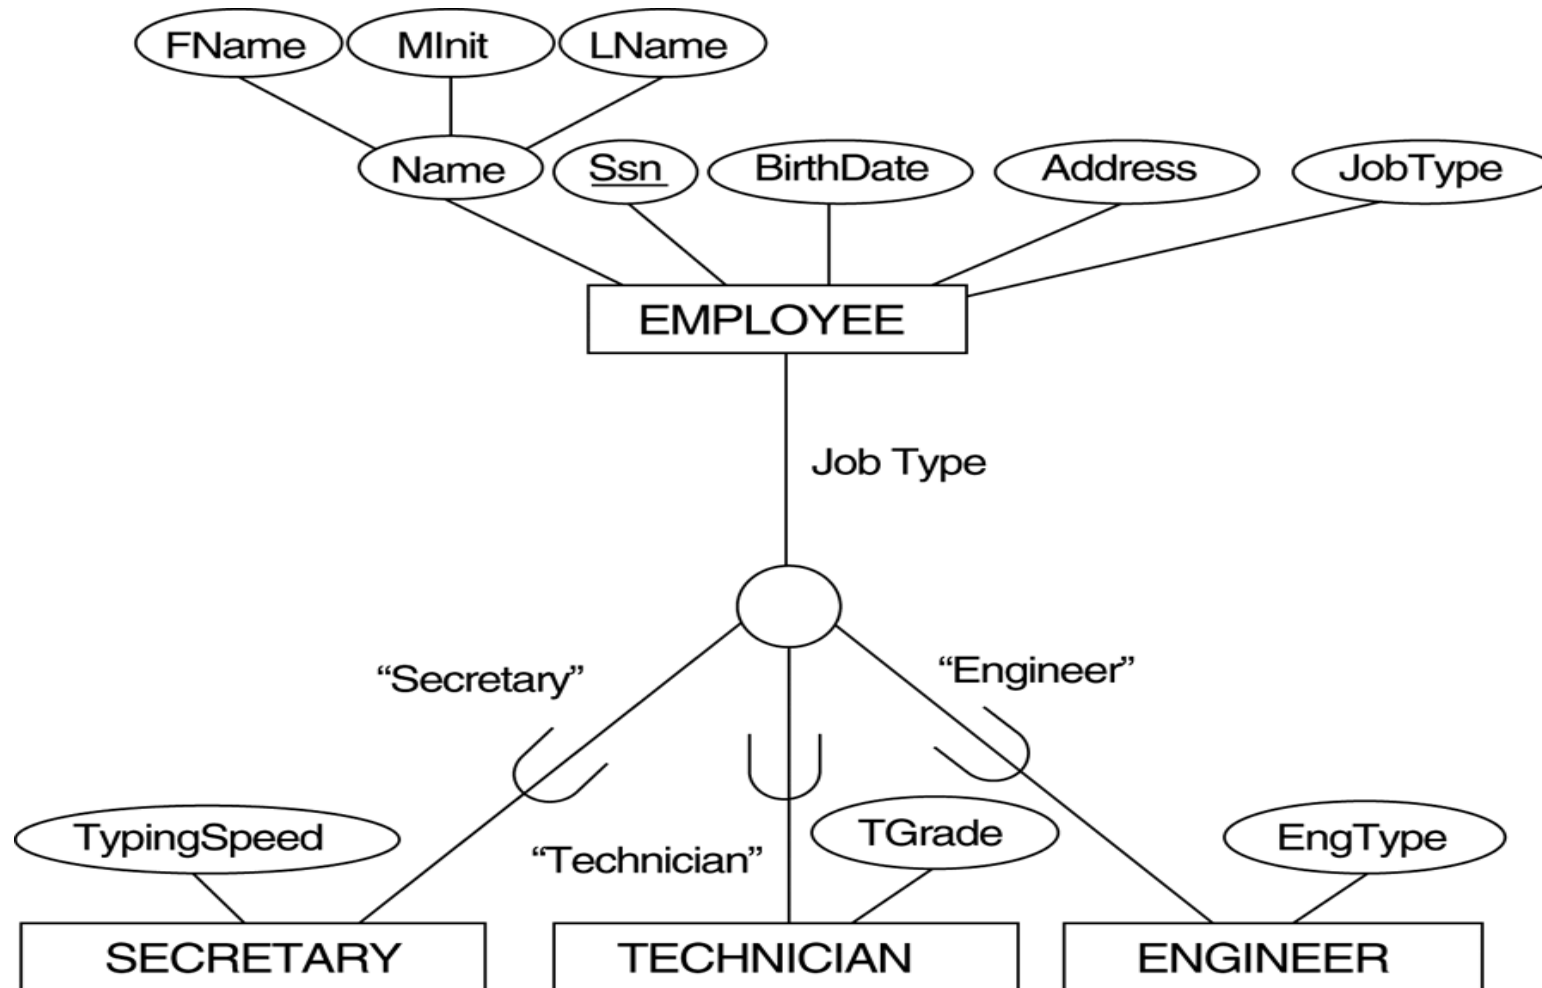 FName MInit LName
Name Ssn BirthDate Address JobType
EMPLOYEE
Job Type
“Secretary” “Engineer”
TypingSpeed “Technician” TGrade EngType
SECRETARY TECHNICIAN ENGINEER